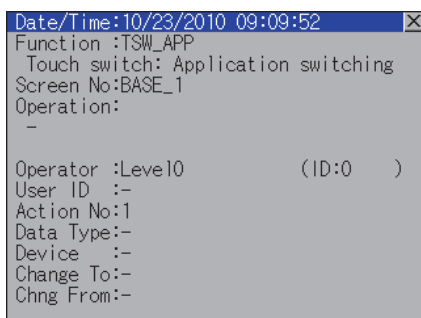 Date/Time:10/23/2010 09:09:52
Function :TSW_APP
Touch switch: Application switching
Screen No:BASE_1
Operation:
-
Operator :Level0 (ID:0 )
User ID :-
Action No:1
Data Type:-
Device :-
Change To:-
Chng From:-